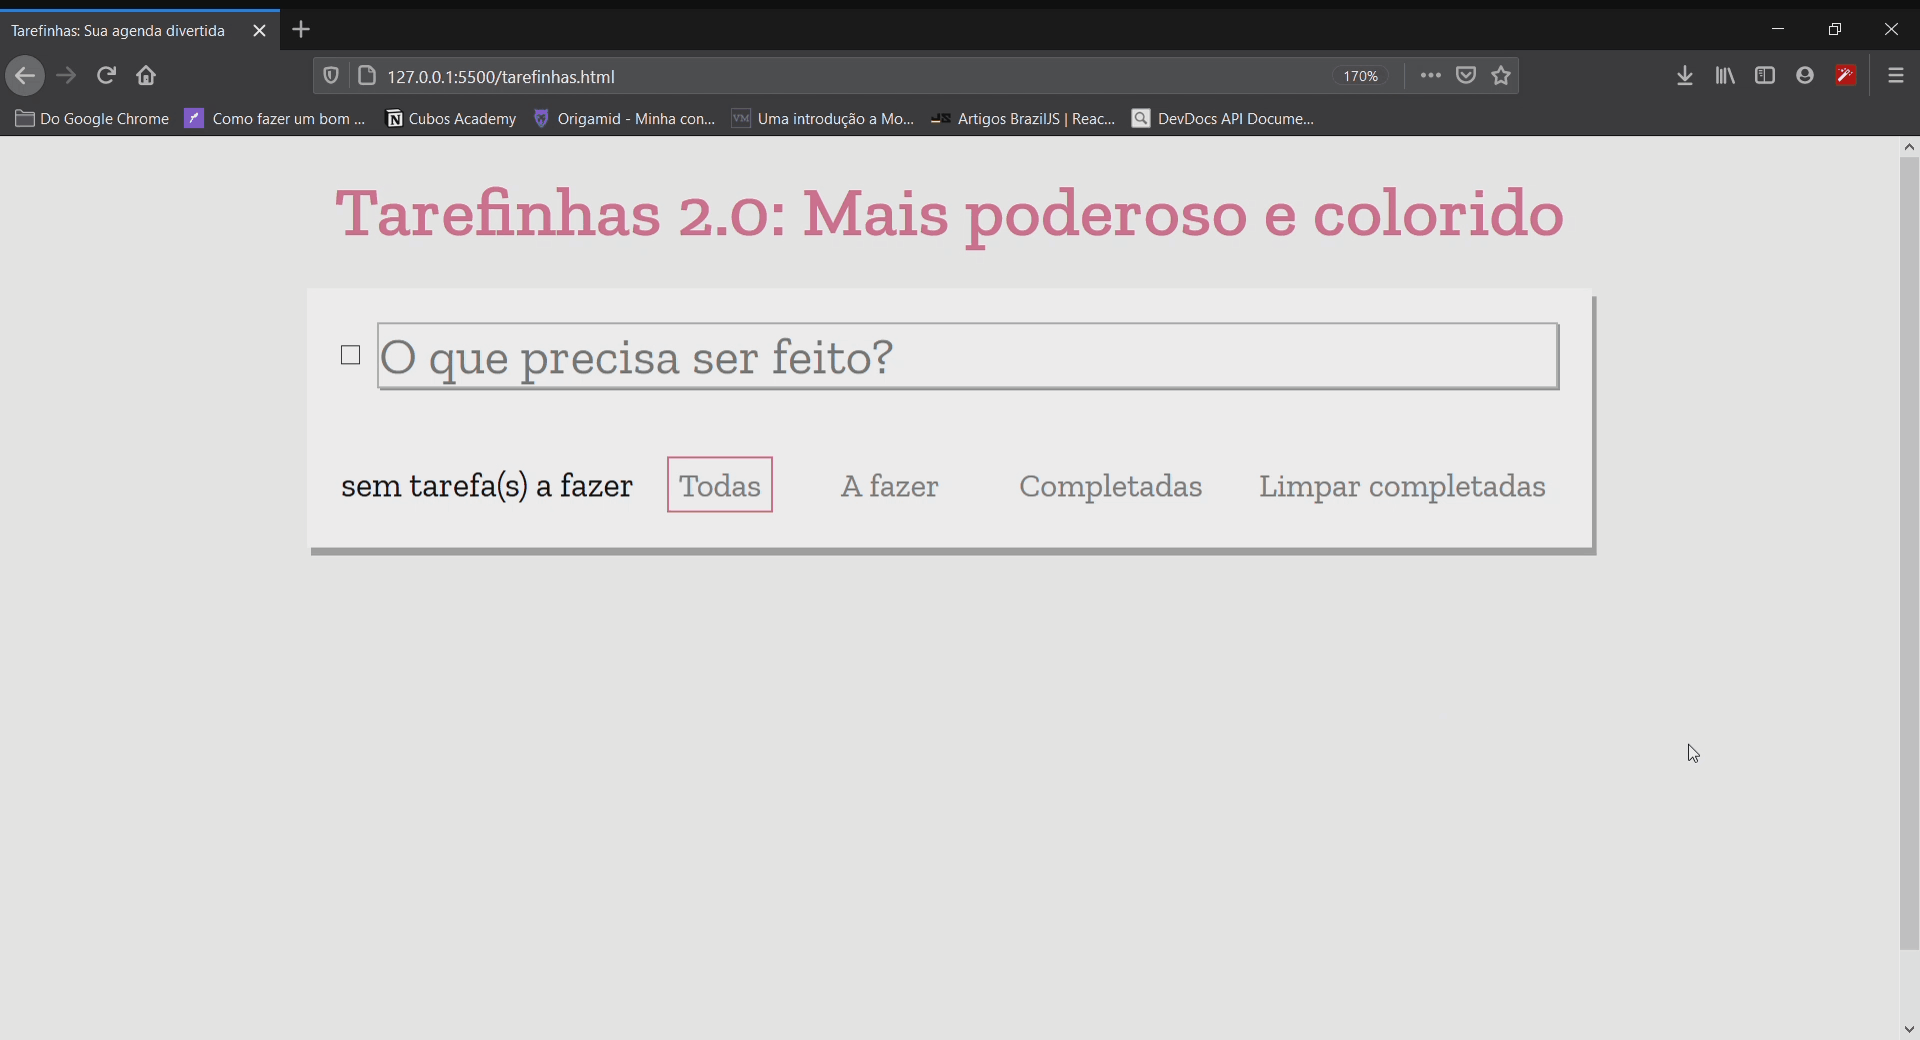 Tarefinhas: Sua agenda divertida
127.0.0.1:5500/tarefinhas.html 170%
Do Google Chrome Como fazer um bom ... Cubos Academy Origamid - Minha con... VM Uma introdução a Mo... Artigos BrazilJS | Reac... DevDocs API Docume...
Tarefinhas 2.0: Mais poderoso e colorido
O que precisa ser feito?
sem tarefa(s) a fazer Todas A fazer Completadas Limpar completadas